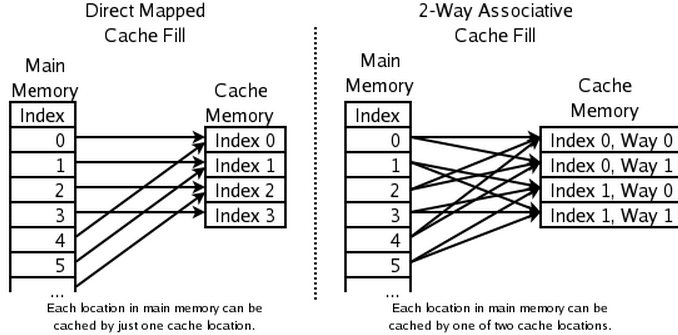 Direct Mapped
Cache Fill
Main
Memory
Index
0
1
2
3
4
5
...
Cache
Memory
Index 0
Index 1
Index 2
Index 3
Each location in main memory can be
cached by just one cache location.
2-Way Associative
Cache Fill
Main
Memory
Index
0
1
2
3
4
5
...
Cache
Memory
Index 0, Way 0
Index 0, Way 1
Index 1, Way 0
Index 1, Way 1
Each location in main memory can be
cached by one of two cache locations.